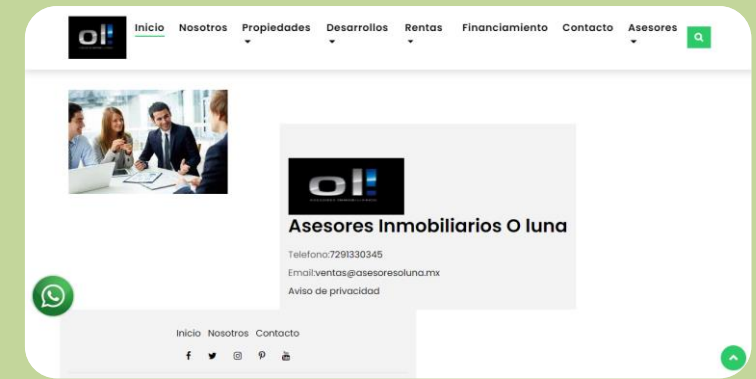 ol!
Inicio Nosotros Propiedades Desarrollos Rentas Financiamiento Contacto Asesores
ol!
Asesores Inmobiliarios O luna
Telefono:7291330345
Email:ventas@asesoresoluna.mx
Aviso de privacidad
Inicio Nosotros Contacto